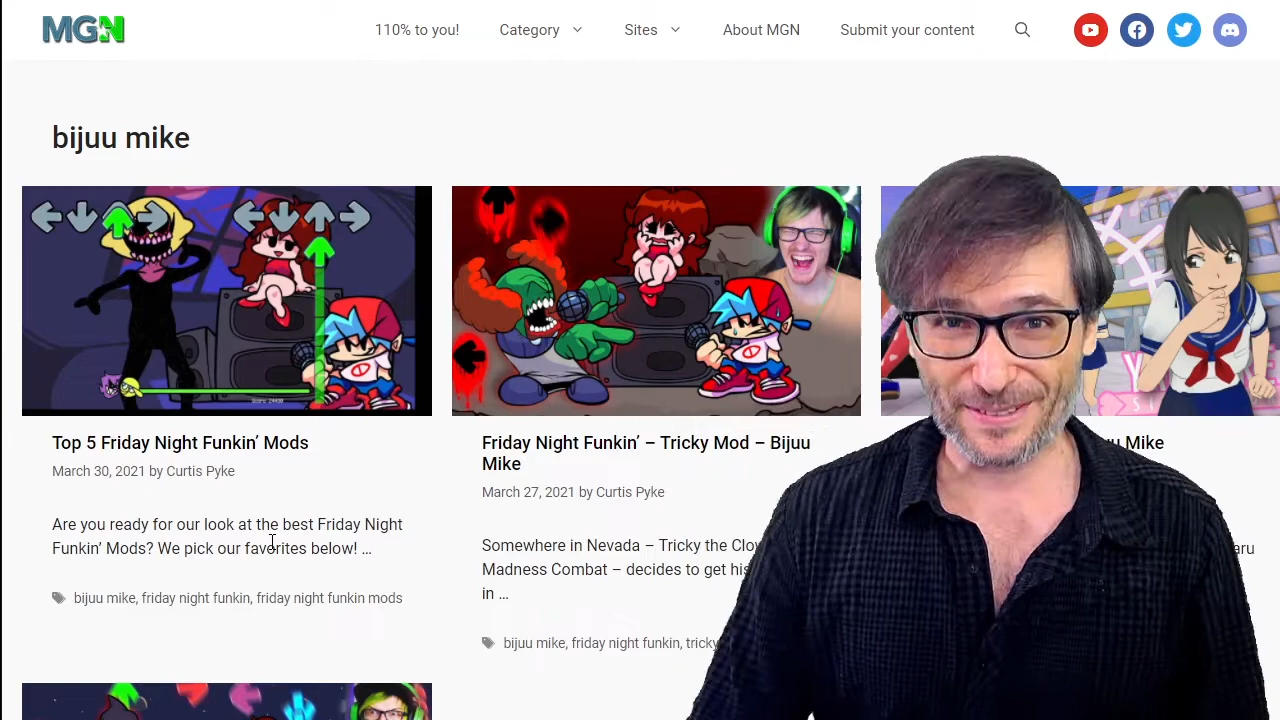 MGN
110% to you!
Category
Sites
About MGN
Submit your content
bijuu mike
Top 5 Friday Night Funkin’ Mods
March 30, 2021 by Curtis Pyke
Are you ready for our look at the best Friday Night
Funkin’ Mods? We pick our favorites below! …
bijuu mike, friday night funkin, friday night funkin mods
Friday Night Funkin’ – Tricky Mod – Bijuu
Mike
March 27, 2021 by Curtis Pyke
Somewhere in Nevada – Tricky the Clo
Madness Combat – decides to get his
in …
bijuu mike, friday night funkin, tricky
Mike